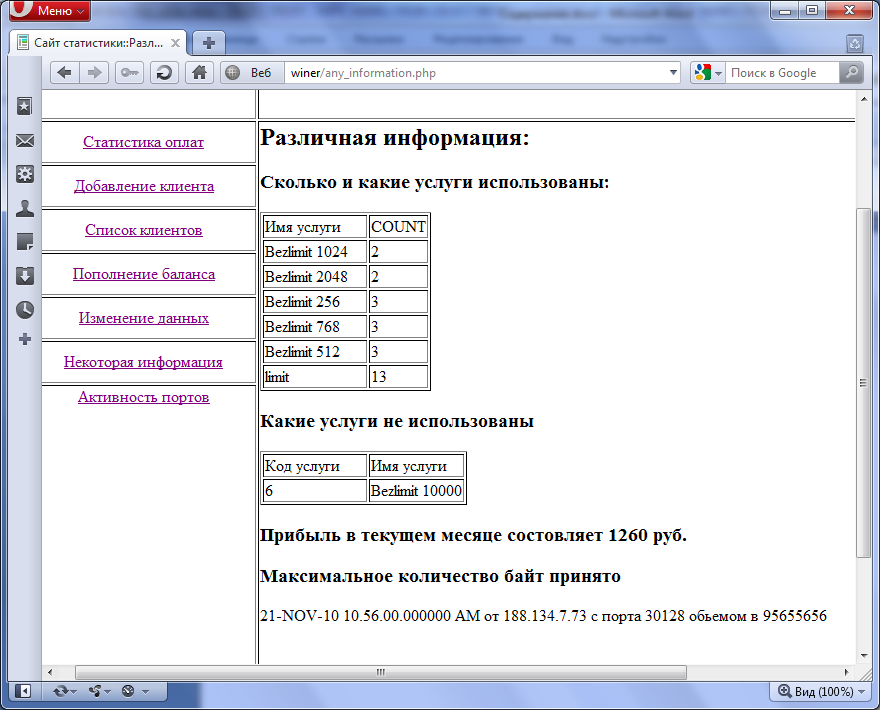 Меню
Сайт статистики::Разл...
Веб
winer/any_information.php
Поиск в Google
Статистика оплат
Добавление клиента
Список клиентов
Пополнение баланса
Изменение данных
Некоторая информация
Активность портов
Различная информация:
Сколько и какие услуги использованы:
Имя услуги COUNT
Bezlimit 1024 2
Bezlimit 2048 2
Bezlimit 256 3
Bezlimit 768 3
Bezlimit 512 3
limit 13
Какие услуги не использованы
Код услуги Имя услуги
6 Bezlimit 10000
Прибыль в текущем месяце состовляет 1260 руб.
Максимальное количество байт принято
21-NOV-10 10.56.00.000000 AM от 188.134.7.73 с порта 30128 обьемом в 95655656
Вид (100%)